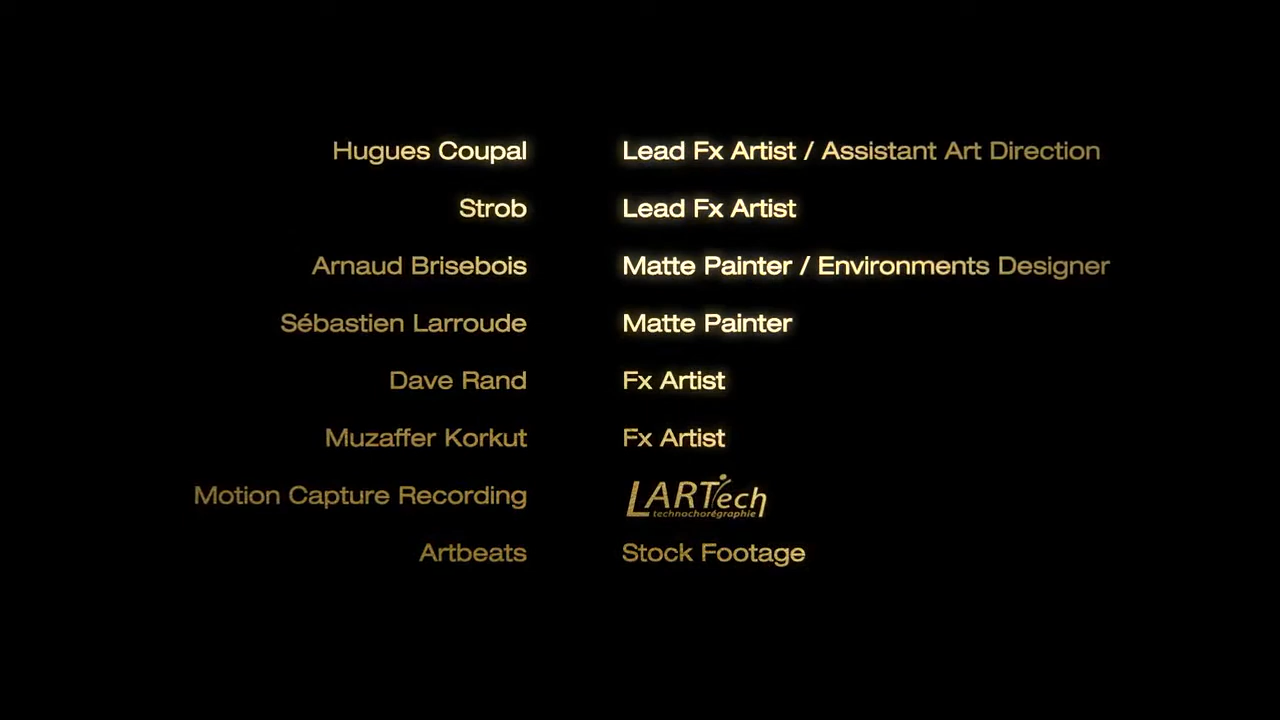 Hugues Coupal Lead Fx Artist / Assistant Art Direction
Strob Lead Fx Artist
Arnaud Brisebois Matte Painter / Environments Designer
Sébastien Larroude Matte Painter
Dave Rand Fx Artist
Muzaffer Korkut Fx Artist
Motion Capture Recording LARTech
technochorégraphie
Artbeats Stock Footage